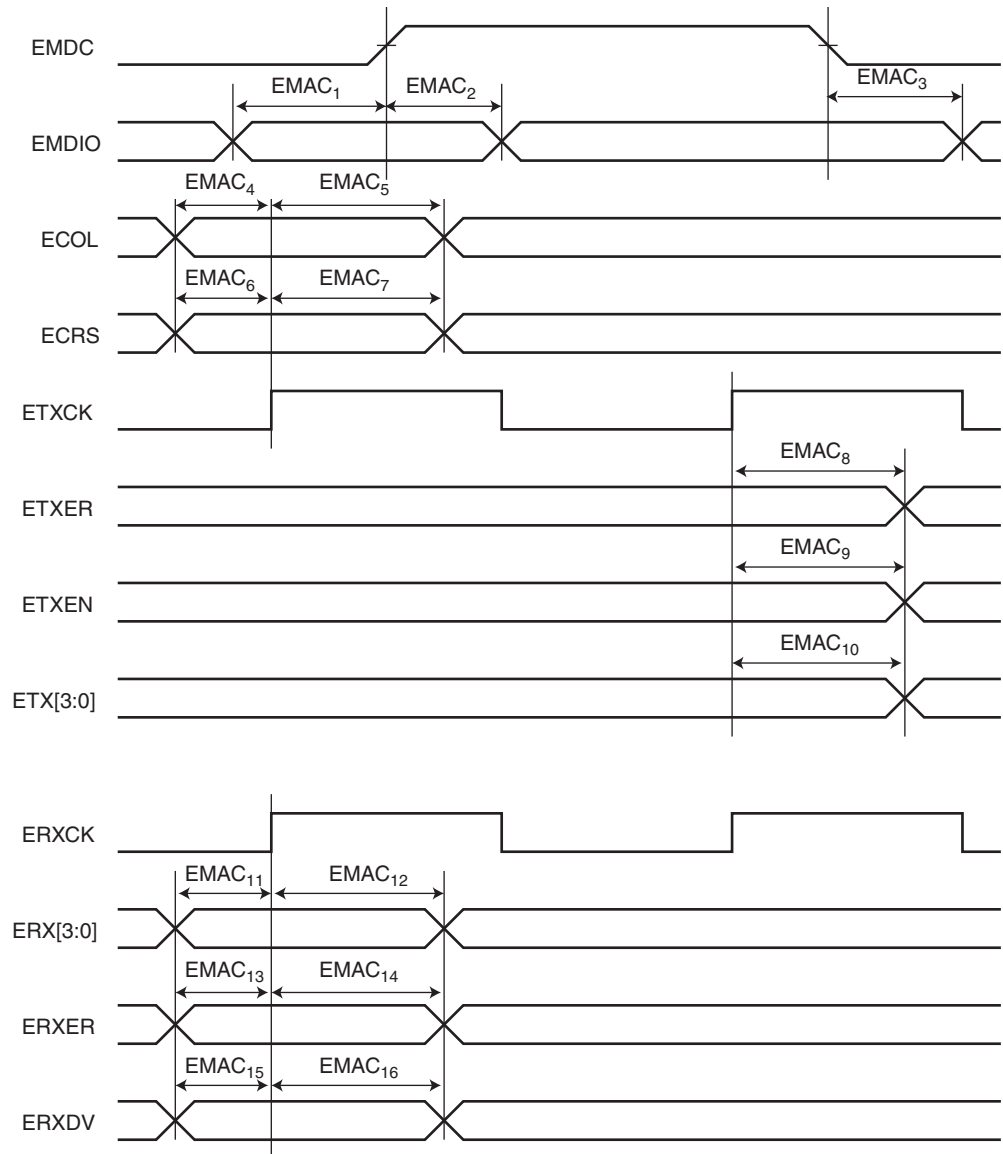 EMDC
EMAC₁ EMAC₂ EMAC₃
EMDIO
EMAC₄ EMAC₅
ECOL
EMAC₆ EMAC₇
ECRS
ETXCK
EMAC₈
ETXER
EMAC₉
ETXEN
EMAC₁₀
ETX[3:0]
ERXCK
EMAC₁₁ EMAC₁₂
ERX[3:0]
EMAC₁₃ EMAC₁₄
ERXER
EMAC₁₅ EMAC₁₆
ERXDV